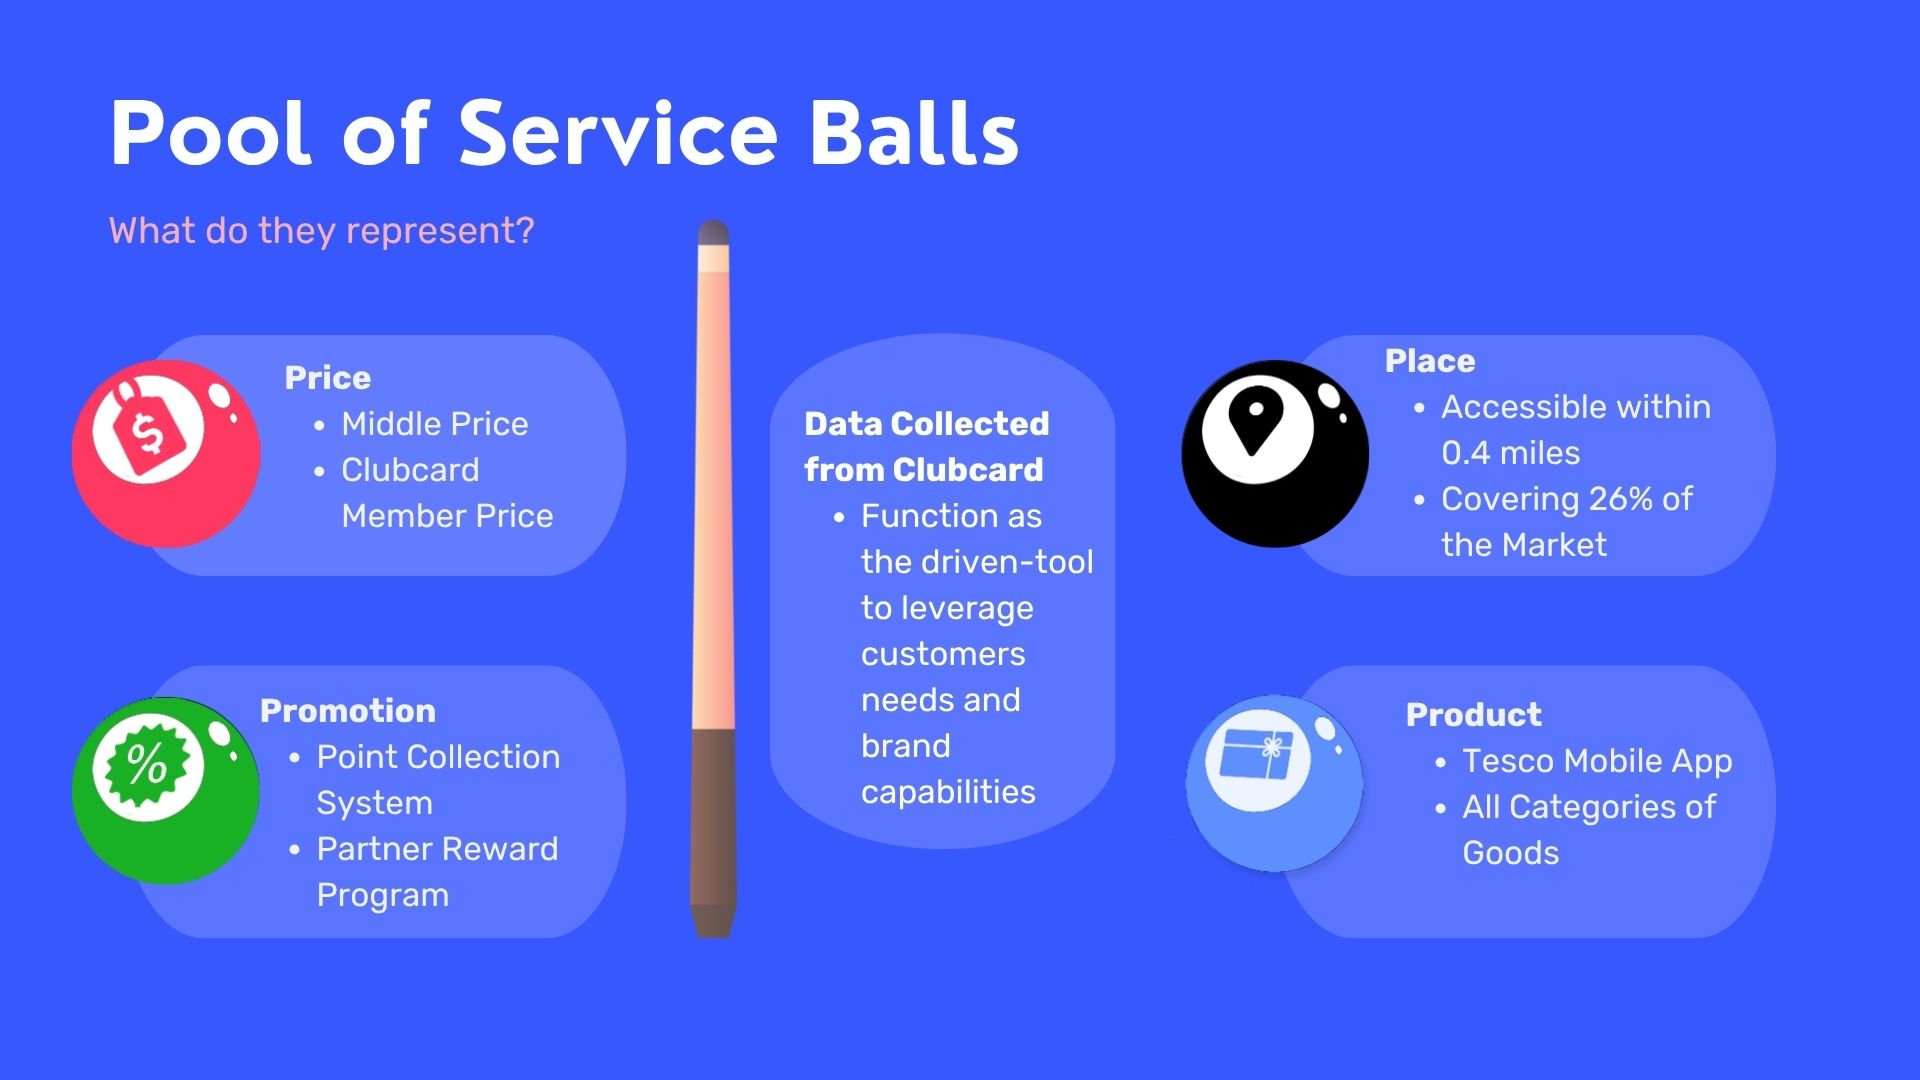 Pool of Service Balls
What do they represent?
$
Price
• Middle Price
• Clubcard
Member Price
%
Promotion
• Point Collection
System
• Partner Reward
Program
Data Collected
from Clubcard
• Function as
the driven-tool
to leverage
customers
needs and
brand
capabilities
Place
• Accessible within
0.4 miles
• Covering 26% of
the Market
Product
• Tesco Mobile App
• All Categories of
Goods